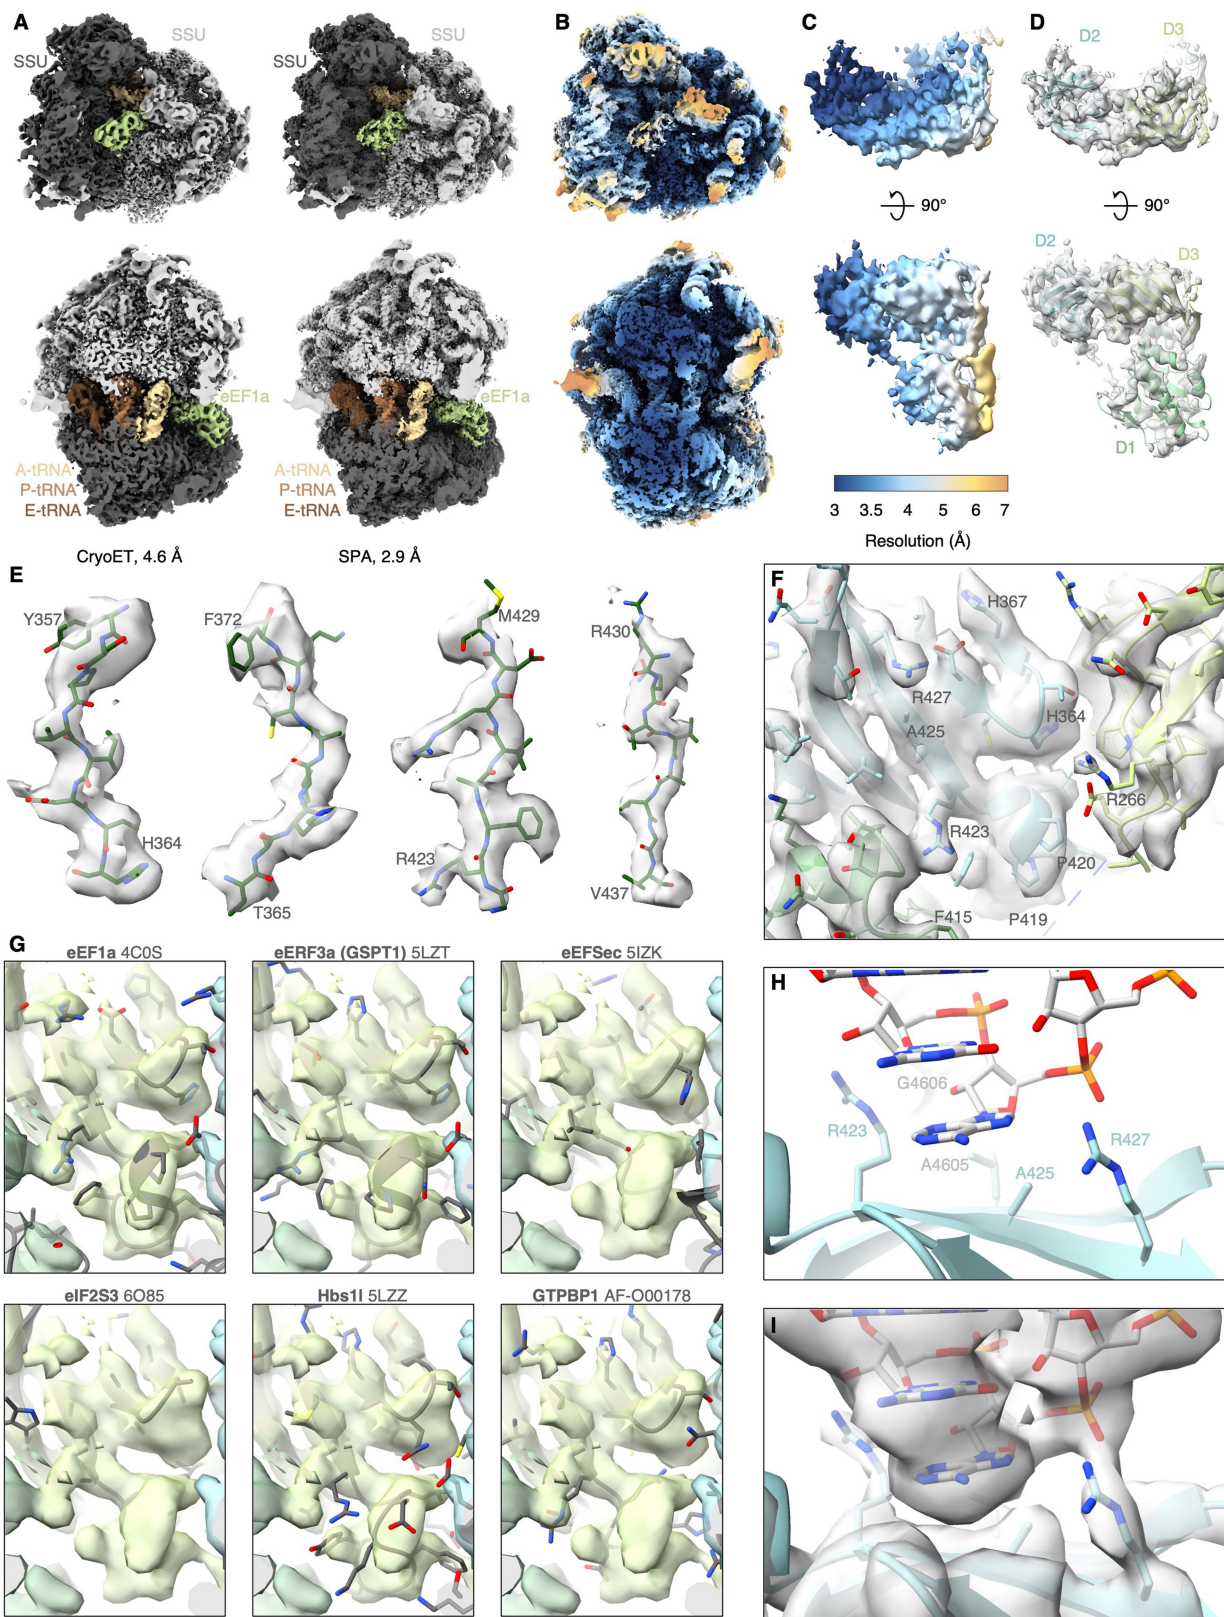 A
SSU
SSU
SSU
SSU
B
C
D
D2
D3
90°
90°
eEF1a
eEF1a
D2
D3
D1
A-tRNA
P-tRNA
E-tRNA
A-tRNA
P-tRNA
E-tRNA
3 3.5 4 5 6 7
Resolution (Å)
CryoET, 4.6 Å
SPA, 2.9 Å
E
Y357
H364
F372
T365
M429
R423
R430
V437
F
H367
R427
H364
A425
R266
R423
P420
F415
P419
G
eEF1a 4C0S
eERF3a (GSPT1) 5LZT
eEFSec 5IZK
eIF2S3 6O85
Hbs1l 5LZZ
GTPBP1 AF-O00178
H
G4606
R423
A4605
R427
A425
I